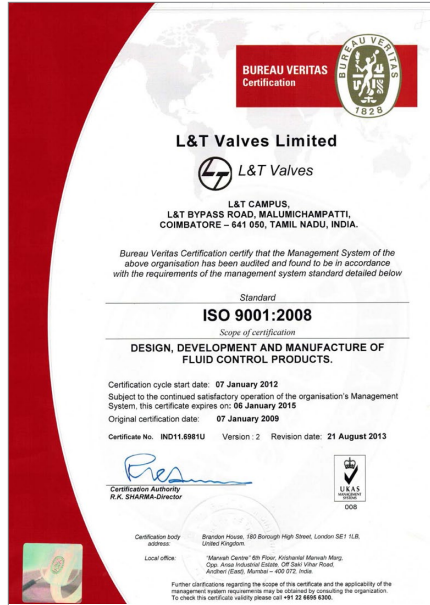 BUREAU VERITAS
Certification
BUREAU VERITAS
1828
L&T Valves Limited
L&T Valves
L&T CAMPUS,
L&T BYPASS ROAD, MALUMICHAMPATTI,
COIMBATORE – 641 050, TAMIL NADU, INDIA.
Bureau Veritas Certification certify that the Management System of the
above organisation has been audited and found to be in accordance
with the requirements of the management system standard detailed below
Standard
ISO 9001:2008
Scope of certification
DESIGN, DEVELOPMENT AND MANUFACTURE OF
FLUID CONTROL PRODUCTS.
Certification cycle start date: 07 January 2012
Subject to the continued satisfactory operation of the organisation's Management
System, this certificate expires on: 06 January 2015
Original certification date: 07 January 2009
Certificate No. IND11.6981U Version : 2 Revision date: 21 August 2013
Certification Authority
R.K. SHARMA-Director
UKAS
MANAGEMENT
SYSTEMS
008
Certification body
address:
Brandon House, 180 Borough High Street, London SE1 1LB,
United Kingdom.
Local office:
"Marwah Centre" 6th Floor, Krishanlal Marwah Marg,
Opp. Ansa Industrial Estate, Off Saki Vihar Road,
Andheri (East), Mumbai – 400 072, India.
Further clarifications regarding the scope of this certificate and the applicability of the
management system requirements may be obtained by consulting the organization.
To check this certificate validity please call +91 22 6695 6300.